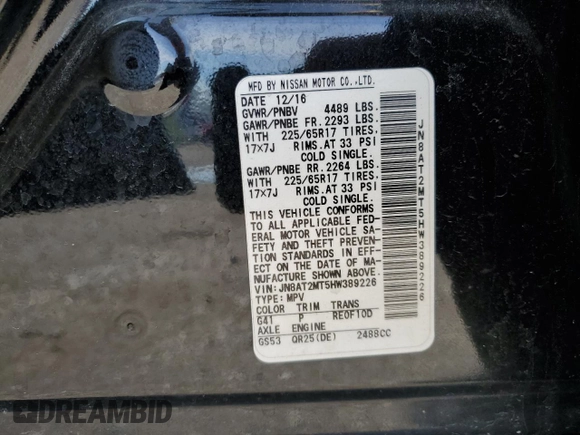 MFD BY NISSAN MOTOR CO.,LTD.
DATE 12/16
GVWR/PNBV 4489 LBS.
GAWR/PNBE FR. 2293 LBS.
WITH 225/65R17 TIRES,
17×7J RIMS.AT 33 PSI
COLD SINGLE.
GAWR/PNBE RR. 2264 LBS.
WITH 225/65R17 TIRES,
17×7J RIMS.AT 33 PSI
COLD SINGLE.
THIS VEHICLE CONFORMS
TO ALL APPLICABLE FED-
ERAL MOTOR VEHICLE SA-
FETY AND THEFT PREVEN-
TION STANDARDS IN EFF-
ECT ON THE DATE OF MA-
NUFACTURE SHOWN ABOVE.
VIN:JN8AT2MT5HW389226
TYPE:MPV
COLOR TRIM TRANS
G41 P RE0F10D
AXLE ENGINE
GS53 QR25(DE) 2488CC
JN8AT2MT5HW389226
DREAMBID